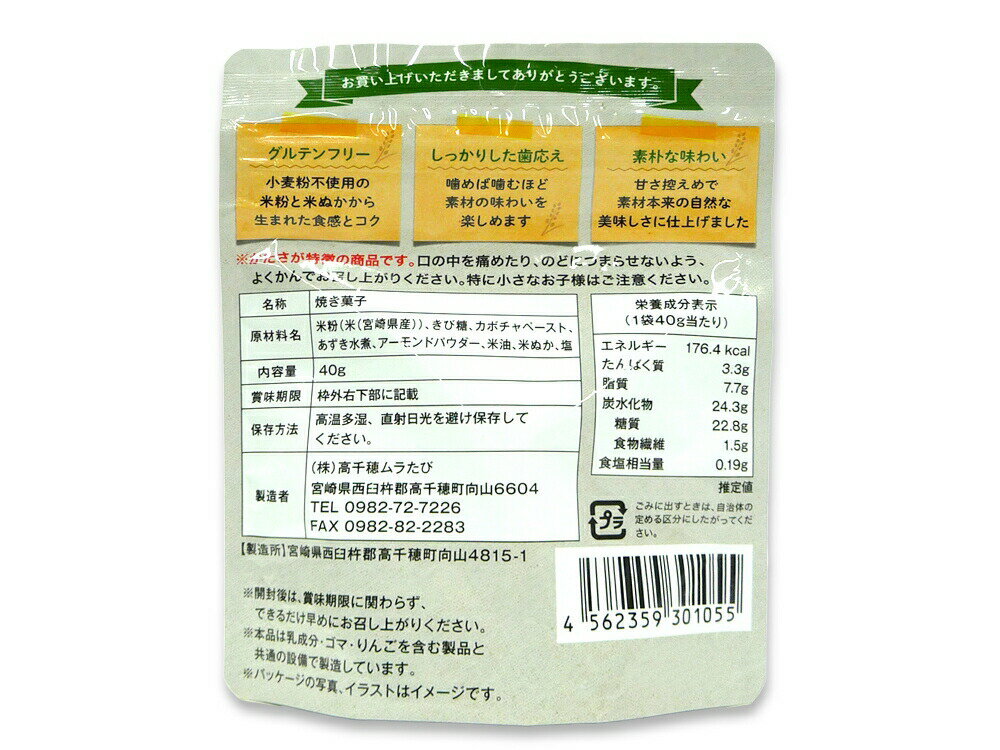 お買い上げいただきましてありがとうございます。
グルテンフリー
小麦粉不使用の
米粉と米ぬかから
生まれた食感とコク
しっかりした歯応え
噛めば噛むほど
素材の味わいを
楽しめます
素朴な味わい
甘さ控えめで
素材本来の自然な
美味しさに仕上げました
※かたさが特徴の商品です。口の中を痛めたり、のどにつまらせないよう、
よくかんでお召し上がりください。特に小さなお子様はご注意ください。
名称 焼き菓子
原材料名 米粉(米(宮崎県産))、きび糖、カボチャペースト、
あずき水煮、アーモンドパウダー、米油、米ぬか、塩
内容量 40g
賞味期限 枠外右下部に記載
保存方法 高温多湿、直射日光を避け保存して
ください。
製造者 (株)高千穂ムラたび
宮崎県西臼杵郡高千穂町向山6604
TEL 0982-72-7226
FAX 0982-82-2283
【製造所】宮崎県西臼杵郡高千穂町向山4815-1
栄養成分表示
(1袋40g当たり)
エネルギー 176.4 kcal
たんぱく質 3.3g
脂質 7.7g
炭水化物 24.3g
糖質 22.8g
食物繊維 1.5g
食塩相当量 0.19g
推定値
プラ
ごみに出すときは、自治体の
定める区分にしたがってくだ
さい。
4 562359 301055
※開封後は、賞味期限に関わらず、
できるだけ早めにお召し上がりください。
※本品は乳成分・ゴマ・りんごを含む製品と
共通の設備で製造しています。
※パッケージの写真、イラストはイメージです。